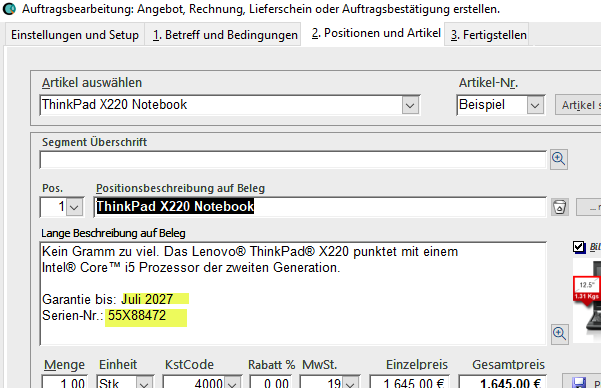 Auftragsbearbeitung: Angebot, Rechnung, Lieferschein oder Auftragsbestätigung erstellen.
Einstellungen und Setup 1. Betreff und Bedingungen 2. Positionen und Artikel 3. Fertigstellen
Artikel auswählen Artikel-Nr.
ThinkPad X220 Notebook Beispiel Artikel s
Segment Überschrift
Pos. Positionsbeschreibung auf Beleg
1 ThinkPad X220 Notebook ... n
Lange Beschreibung auf Beleg Bil
Kein Gramm zu viel. Das Lenovo® ThinkPad® X220 punktet mit einem
Intel® Core™ i5 Prozessor der zweiten Generation.
12.5"
1.31 Kgs
Garantie bis: Juli 2027
Serien-Nr.: 55X88472
Menge Einheit KstCode Rabatt % MwSt. Einzelpreis Gesamtpreis
1,00 Stk 4000 0,00 19 1.645,00 € 1.645,00 € P